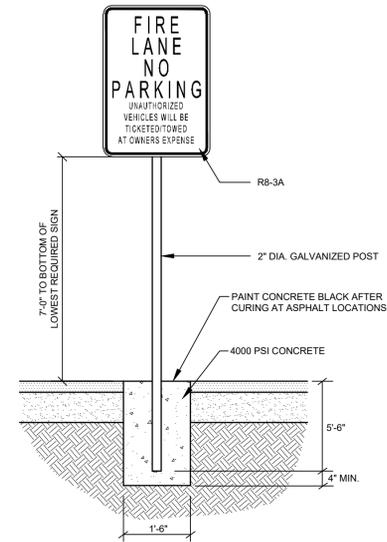 FIRE
LANE
NO
PARKING
UNAUTHORIZED
VEHICLES WILL BE
TICKETED/TOWED
AT OWNERS EXPENSE
R8-3A
7'-0" TO BOTTOM OF
LOWEST REQUIRED SIGN
2" DIA. GALVANIZED POST
PAINT CONCRETE BLACK AFTER
CURING AT ASPHALT LOCATIONS
4000 PSI CONCRETE
5'-6"
4" MIN.
1'-6"